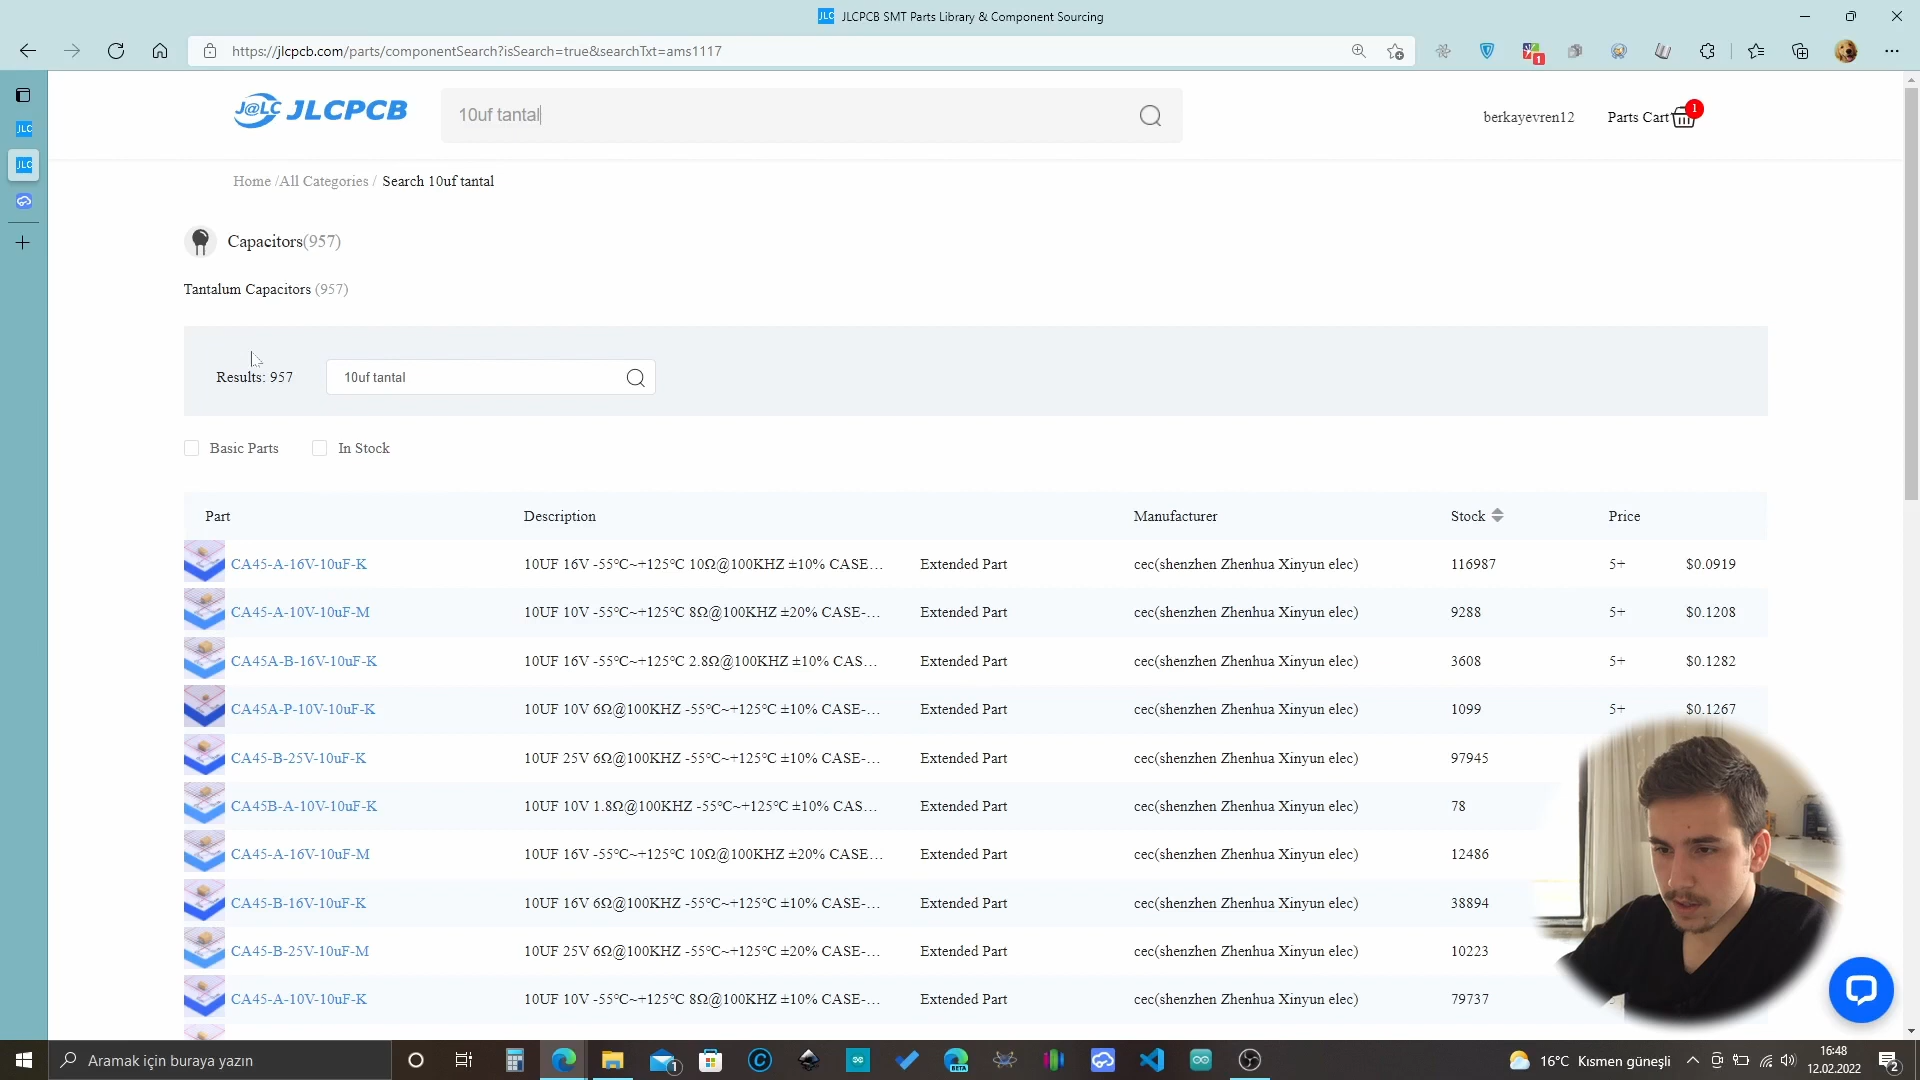 JLC JLCPCB SMT Parts Library & Component Sourcing
https://jlcpcb.com/parts/componentSearch?isSearch=true&searchTxt=ams1117
1
JLC
JLC
J@LC JLCPCB
10uf tantal
berkayevren12
Parts Cart 1
Home /All Categories / Search 10uf tantal
Capacitors(957)
Tantalum Capacitors (957)
Results: 957
10uf tantal
Basic Parts In Stock
Part Description Manufacturer Stock Price
CA45-A-16V-10uF-K 10UF 16V -55℃~+125℃ 10Ω@100KHZ ±10% CASE... Extended Part cec(shenzhen Zhenhua Xinyun elec) 116987 5+ $0.0919
CA45-A-10V-10uF-M 10UF 10V -55℃~+125℃ 8Ω@100KHZ ±20% CASE-... Extended Part cec(shenzhen Zhenhua Xinyun elec) 9288 5+ $0.1208
CA45A-B-16V-10uF-K 10UF 16V -55℃~+125℃ 2.8Ω@100KHZ ±10% CAS... Extended Part cec(shenzhen Zhenhua Xinyun elec) 3608 5+ $0.1282
CA45A-P-10V-10uF-K 10UF 10V 6Ω@100KHZ -55℃~+125℃ ±10% CASE-... Extended Part cec(shenzhen Zhenhua Xinyun elec) 1099 5+ $0.1267
CA45-B-25V-10uF-K 10UF 25V 6Ω@100KHZ -55℃~+125℃ ±10% CASE-... Extended Part cec(shenzhen Zhenhua Xinyun elec) 97945
CA45B-A-10V-10uF-K 10UF 10V 1.8Ω@100KHZ -55℃~+125℃ ±10% CAS... Extended Part cec(shenzhen Zhenhua Xinyun elec) 78
CA45-A-16V-10uF-M 10UF 16V -55℃~+125℃ 10Ω@100KHZ ±20% CASE... Extended Part cec(shenzhen Zhenhua Xinyun elec) 12486
CA45-B-16V-10uF-K 10UF 16V 6Ω@100KHZ -55℃~+125℃ ±10% CASE-... Extended Part cec(shenzhen Zhenhua Xinyun elec) 38894
CA45-B-25V-10uF-M 10UF 25V 6Ω@100KHZ -55℃~+125℃ ±20% CASE-... Extended Part cec(shenzhen Zhenhua Xinyun elec) 10223
CA45-A-10V-10uF-K 10UF 10V -55℃~+125℃ 8Ω@100KHZ ±10% CASE-... Extended Part cec(shenzhen Zhenhua Xinyun elec) 79737
Aramak için buraya yazın
1
BETA
16°C Kısmen güneşli
16:48
12.02.2022
2